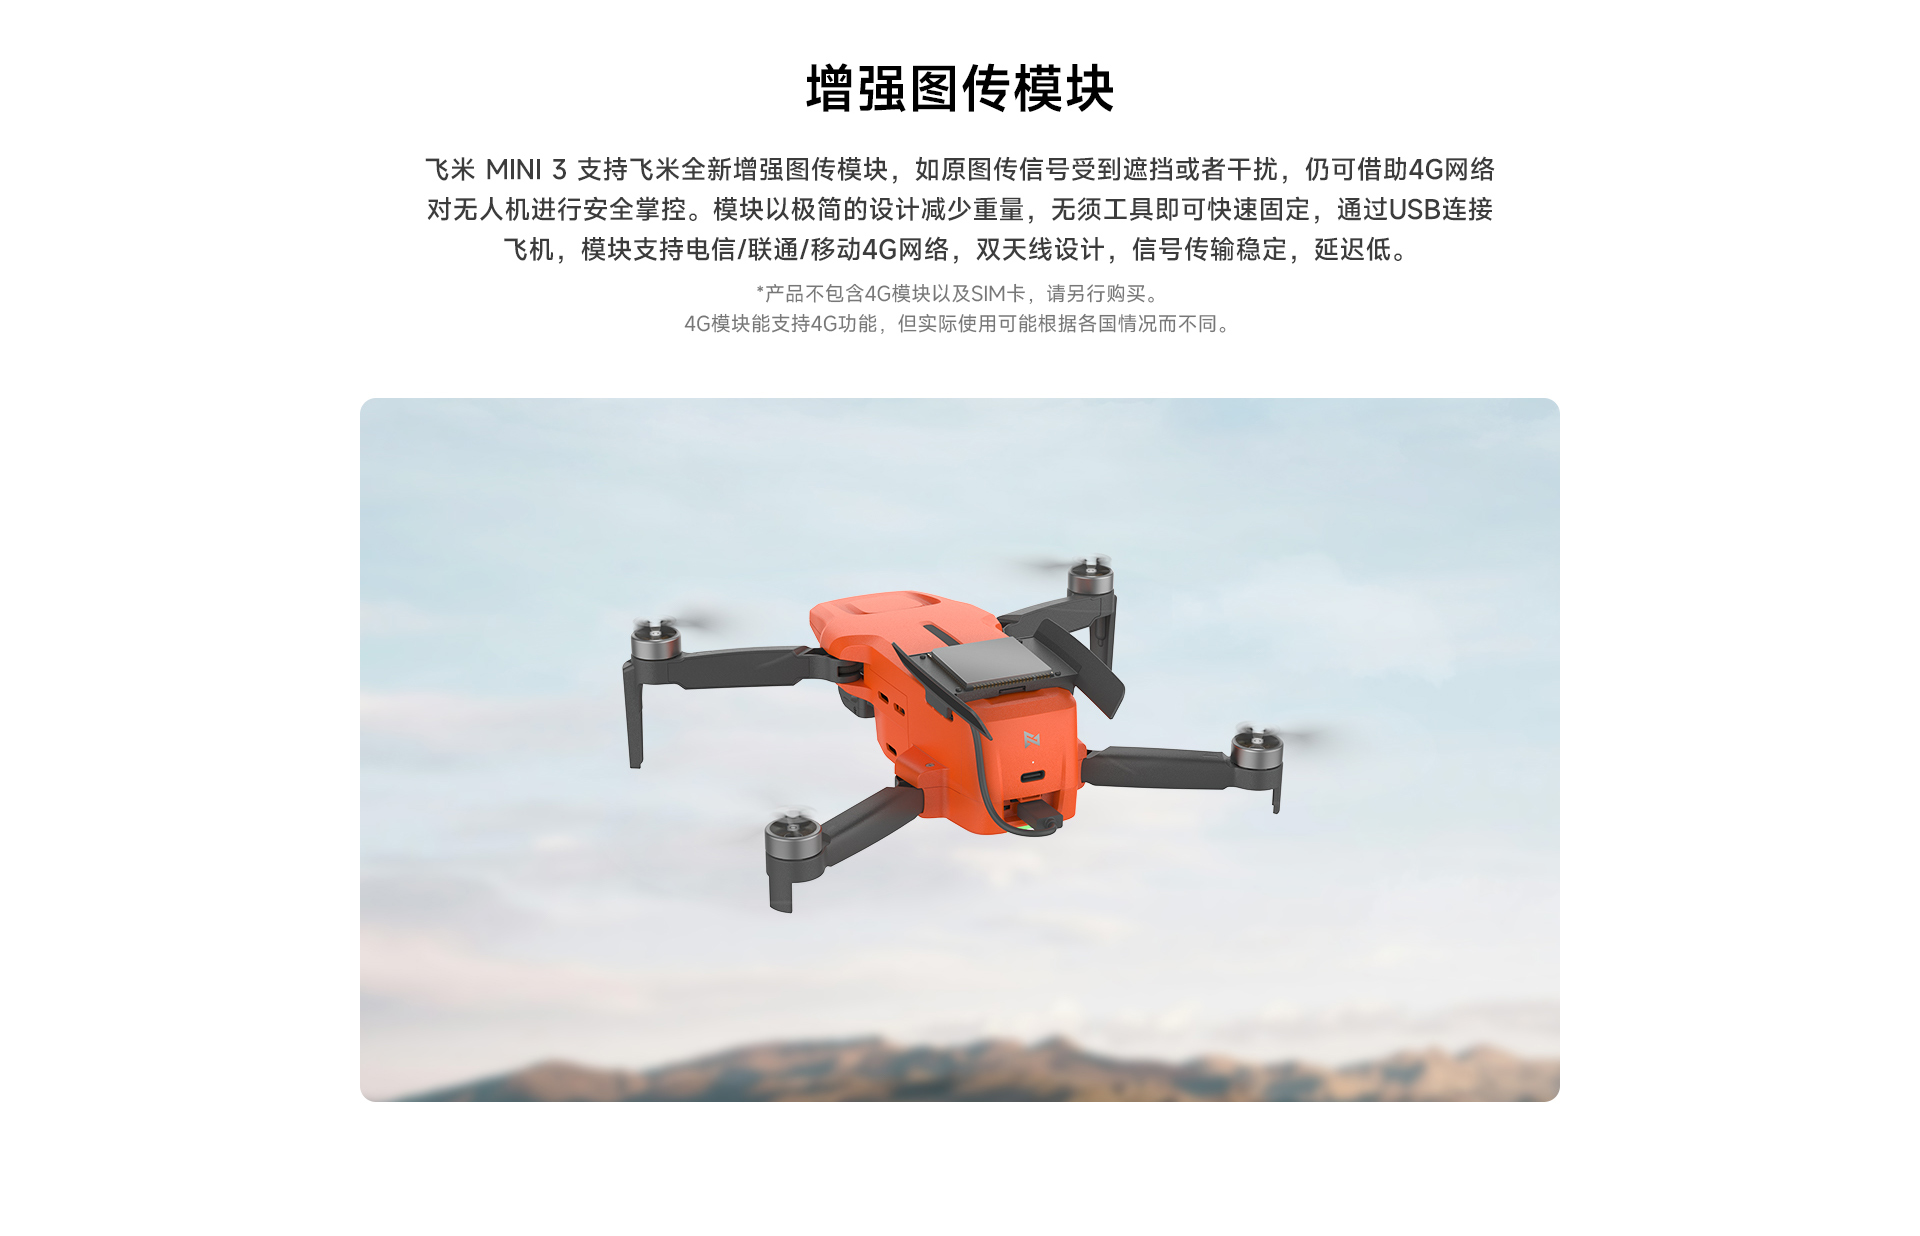 增强图传模块
飞米 MINI 3 支持飞米全新增强图传模块，如原图传信号受到遮挡或者干扰，仍可借助4G网络
对无人机进行安全掌控。模块以极简的设计减少重量，无须工具即可快速固定，通过USB连接
飞机，模块支持电信/联通/移动4G网络，双天线设计，信号传输稳定，延迟低。
*产品不包含4G模块以及SIM卡，请另行购买。
4G模块能支持4G功能，但实际使用可能根据各国情况而不同。